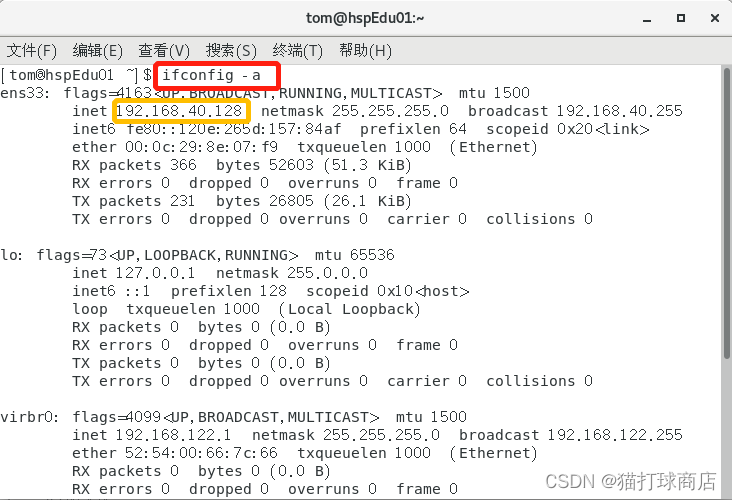 tom@hspEdu01:~
文件(F) 编辑(E) 查看(V) 搜索(S) 终端(T) 帮助(H)
[tom@hspEdu01 ~]$ ifconfig -a
ens33: flags=4163<UP,BROADCAST,RUNNING,MULTICAST>  mtu 1500
        inet 192.168.40.128  netmask 255.255.255.0  broadcast 192.168.40.255
        inet6 fe80::120e:265d:157:84af  prefixlen 64  scopeid 0x20<link>
        ether 00:0c:29:8e:07:f9  txqueuelen 1000  (Ethernet)
        RX packets 366  bytes 52603 (51.3 KiB)
        RX errors 0  dropped 0  overruns 0  frame 0
        TX packets 231  bytes 26805 (26.1 KiB)
        TX errors 0  dropped 0 overruns 0  carrier 0  collisions 0
lo: flags=73<UP,LOOPBACK,RUNNING>  mtu 65536
        inet 127.0.0.1  netmask 255.0.0.0
        inet6 ::1  prefixlen 128  scopeid 0x10<host>
        loop  txqueuelen 1000  (Local Loopback)
        RX packets 0  bytes 0 (0.0 B)
        RX errors 0  dropped 0  overruns 0  frame 0
        TX packets 0  bytes 0 (0.0 B)
        TX errors 0  dropped 0 overruns 0  carrier 0  collisions 0
virbr0: flags=4099<UP,BROADCAST,MULTICAST>  mtu 1500
        inet 192.168.122.1  netmask 255.255.255.0  broadcast 192.168.122.255
        ether 52:54:00:66:7c:66  txqueuelen 1000  (Ethernet)
        RX packets 0  bytes 0 (0.0 B)
        RX errors 0  dropped 0  overruns 0  frame 0
CSDN @猫打球商店